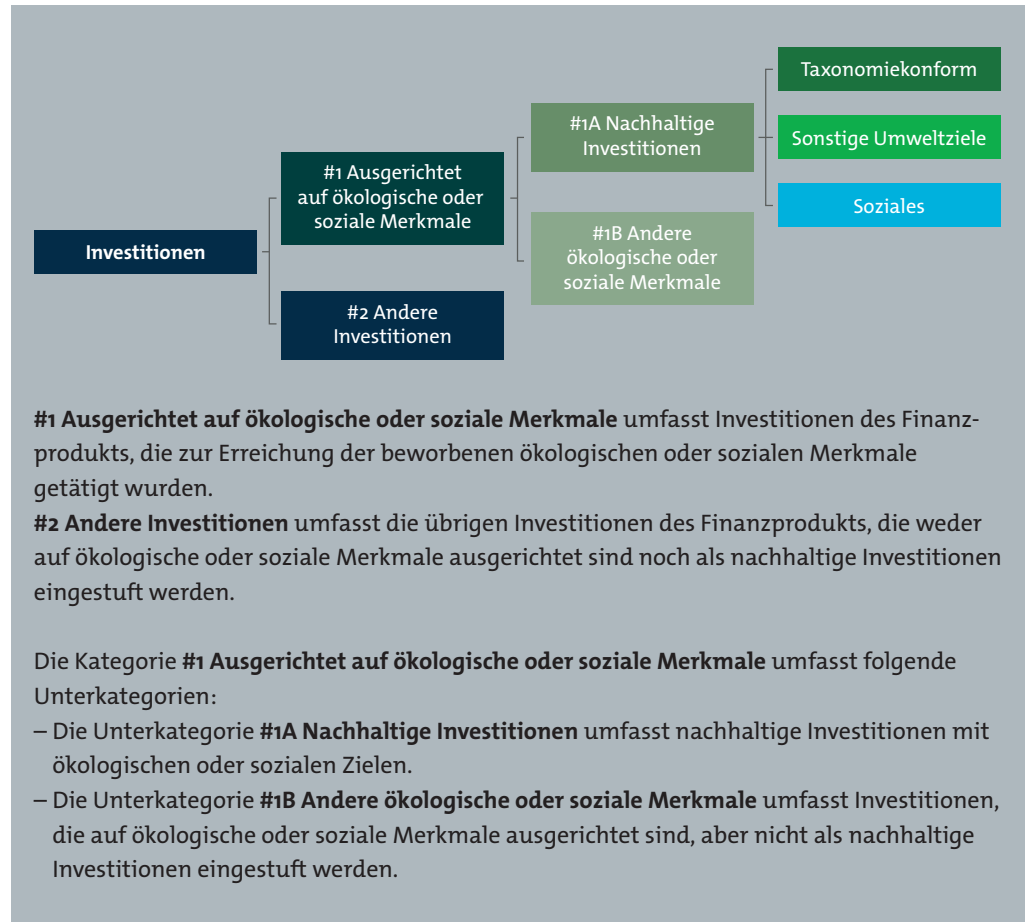 Taxonomiekonform
#1A Nachhaltige
Investitionen
Sonstige Umweltziele
#1 Ausgerichtet
auf ökologische oder
soziale Merkmale
Soziales
#1B Andere
ökologische oder
soziale Merkmale
Investitionen
#2 Andere
Investitionen
#1 Ausgerichtet auf ökologische oder soziale Merkmale umfasst Investitionen des Finanz-
produkts, die zur Erreichung der beworbenen ökologischen oder sozialen Merkmale
getätigt wurden.
#2 Andere Investitionen umfasst die übrigen Investitionen des Finanzprodukts, die weder
auf ökologische oder soziale Merkmale ausgerichtet sind noch als nachhaltige Investitionen
eingestuft werden.
Die Kategorie #1 Ausgerichtet auf ökologische oder soziale Merkmale umfasst folgende
Unterkategorien:
– Die Unterkategorie #1A Nachhaltige Investitionen umfasst nachhaltige Investitionen mit
ökologischen oder sozialen Zielen.
– Die Unterkategorie #1B Andere ökologische oder soziale Merkmale umfasst Investitionen,
die auf ökologische oder soziale Merkmale ausgerichtet sind, aber nicht als nachhaltige
Investitionen eingestuft werden.